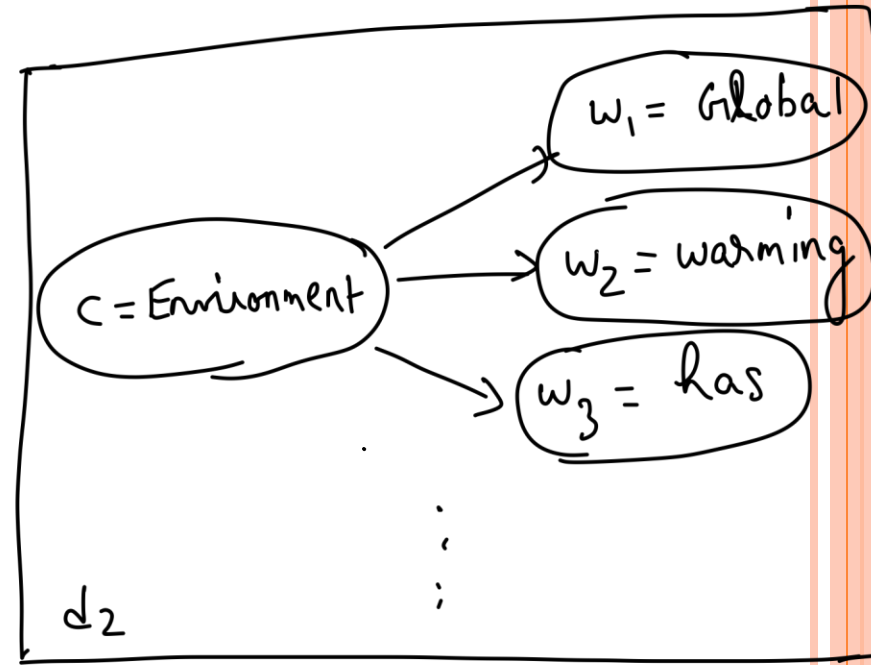 w₁ = Global
w₂ = warming
c = Environment
w₃ = has
d₂